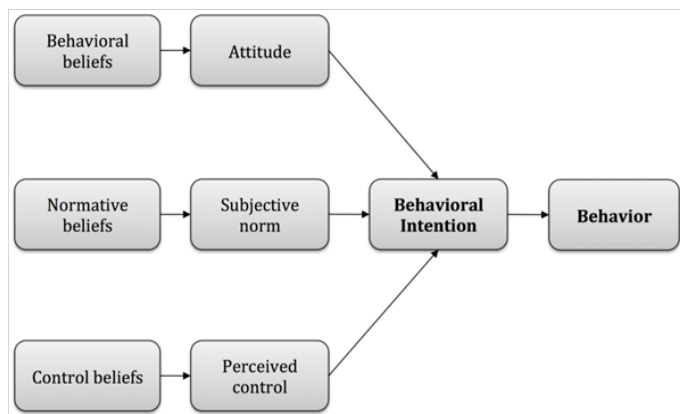 Behavioral
beliefs
Attitude
Normative
beliefs
Subjective
norm
Behavioral
Intention
Behavior
Control beliefs
Perceived
control